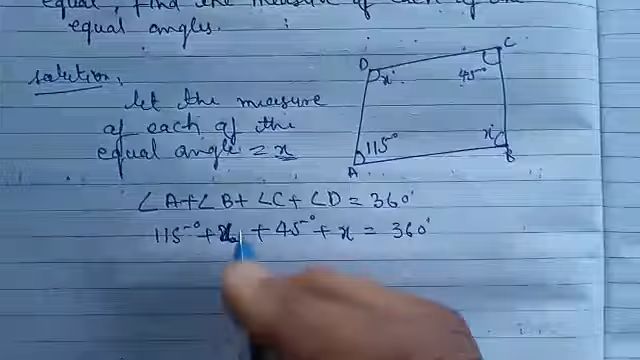 equal, find the measure of each of the
equal angles.
Solution,
let the measure
of each of the
equal angle = x
D
x°
C
45°
115°
A
x°
B
∠A+∠B+∠C+∠D = 360°
115° + x + 45° + x = 360°